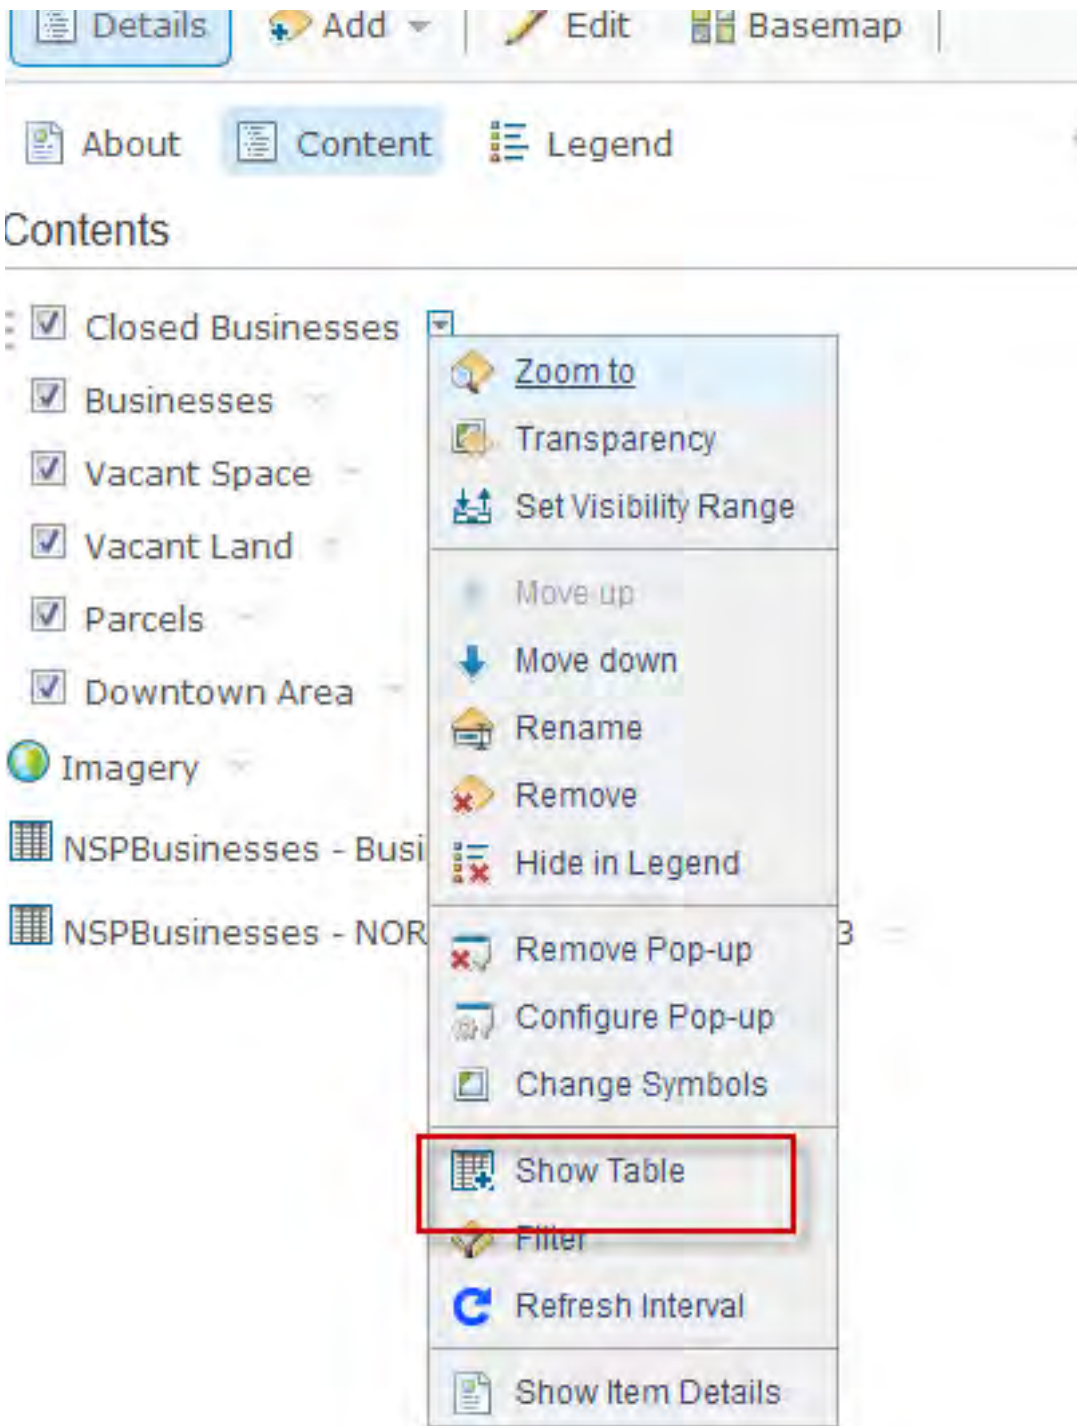 Details Add Edit Basemap
About Content Legend
Contents
Closed Businesses
Businesses
Vacant Space
Vacant Land
Parcels
Downtown Area
Imagery
NSPBusinesses - Busi
NSPBusinesses - NOR 3
Zoom to
Transparency
Set Visibility Range
Move up
Move down
Rename
Remove
Hide in Legend
Remove Pop-up
Configure Pop-up
Change Symbols
Show Table
Filter
Refresh Interval
Show Item Details